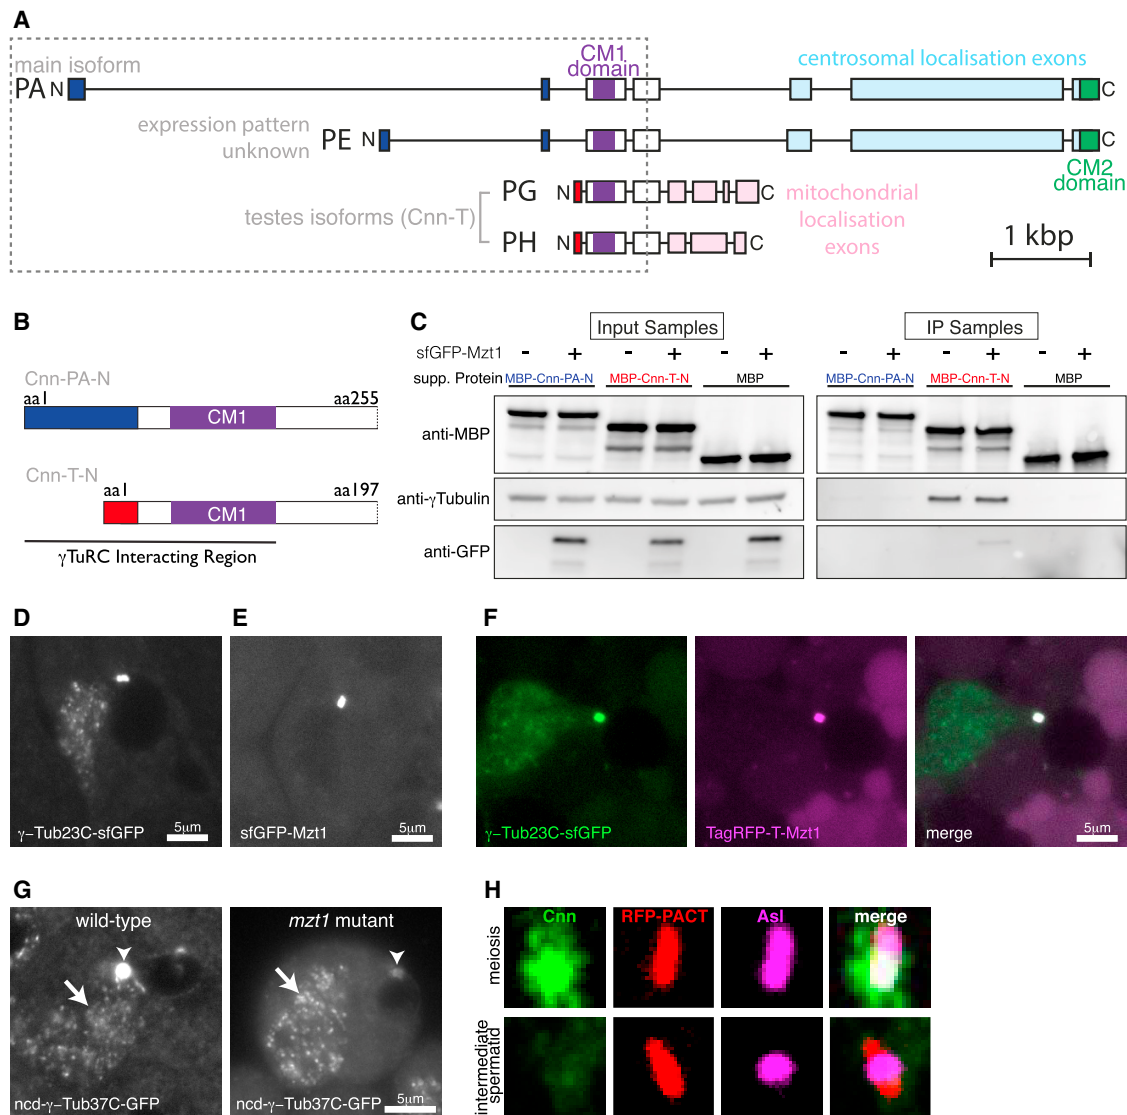 A
main isoform
CM1
domain
centrosomal localisation exons
PA N
C
expression pattern
unknown
PE N
C
CM2
domain
testes isoforms (Cnn-T)
PG N
C
PH N
C
mitochondrial
localisation
exons
1 kbp
B
Cnn-PA-N
aa1
aa255
CM1
Cnn-T-N
aa1
aa197
CM1
γTuRC Interacting Region
C
Input Samples
IP Samples
sfGFP-Mzt1 - + - + - + - + - + - +
supp. Protein MBP-Cnn-PA-N MBP-Cnn-T-N MBP MBP-Cnn-PA-N MBP-Cnn-T-N MBP
anti-MBP
anti-γTubulin
anti-GFP
D
γ-Tub23C-sfGFP
5μm
E
sfGFP-Mzt1
5μm
F
γ-Tub23C-sfGFP
TagRFP-T-Mzt1
merge
5μm
G
wild-type
ncd-γ-Tub37C-GFP
mzt1 mutant
ncd-γ-Tub37C-GFP
5μm
H
Cnn
RFP-PACT
Asl
merge
meiosis
intermediate
spermatid